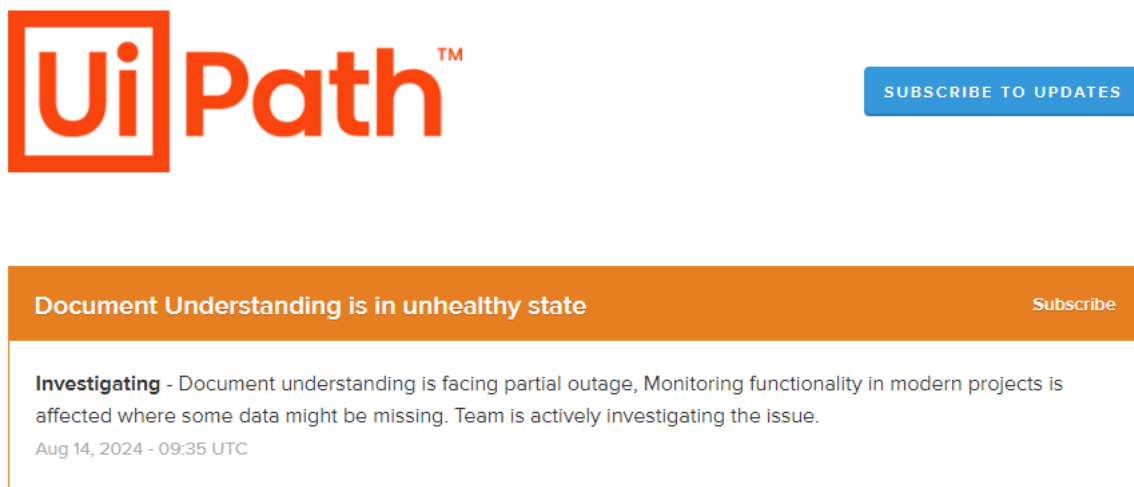 UiPath™
SUBSCRIBE TO UPDATES
Document Understanding is in unhealthy state
Subscribe
Investigating - Document understanding is facing partial outage, Monitoring functionality in modern projects is
affected where some data might be missing. Team is actively investigating the issue.
Aug 14, 2024 - 09:35 UTC